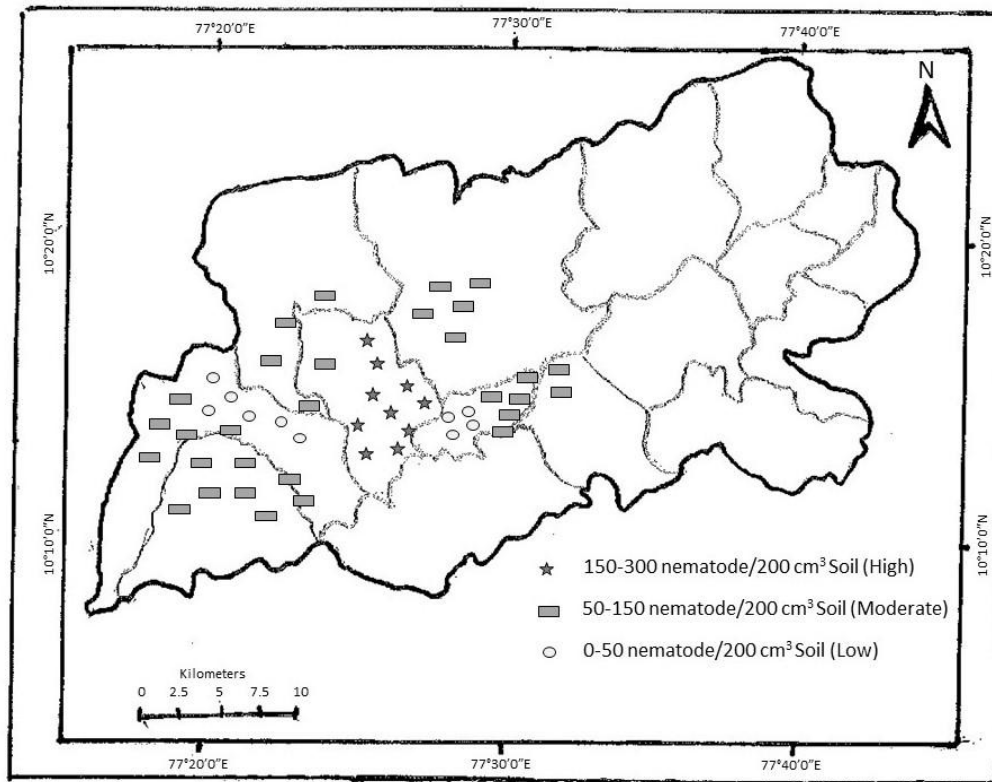 77°20'0"E 77°30'0"E 77°40'0"E
N
10°20'0"N 10°20'0"N
10°10'0"N 10°10'0"N
150-300 nematode/200 cm³ Soil (High)
50-150 nematode/200 cm³ Soil (Moderate)
0-50 nematode/200 cm³ Soil (Low)
Kilometers
0 2.5 5 7.5 10
77°20'0"E 77°30'0"E 77°40'0"E